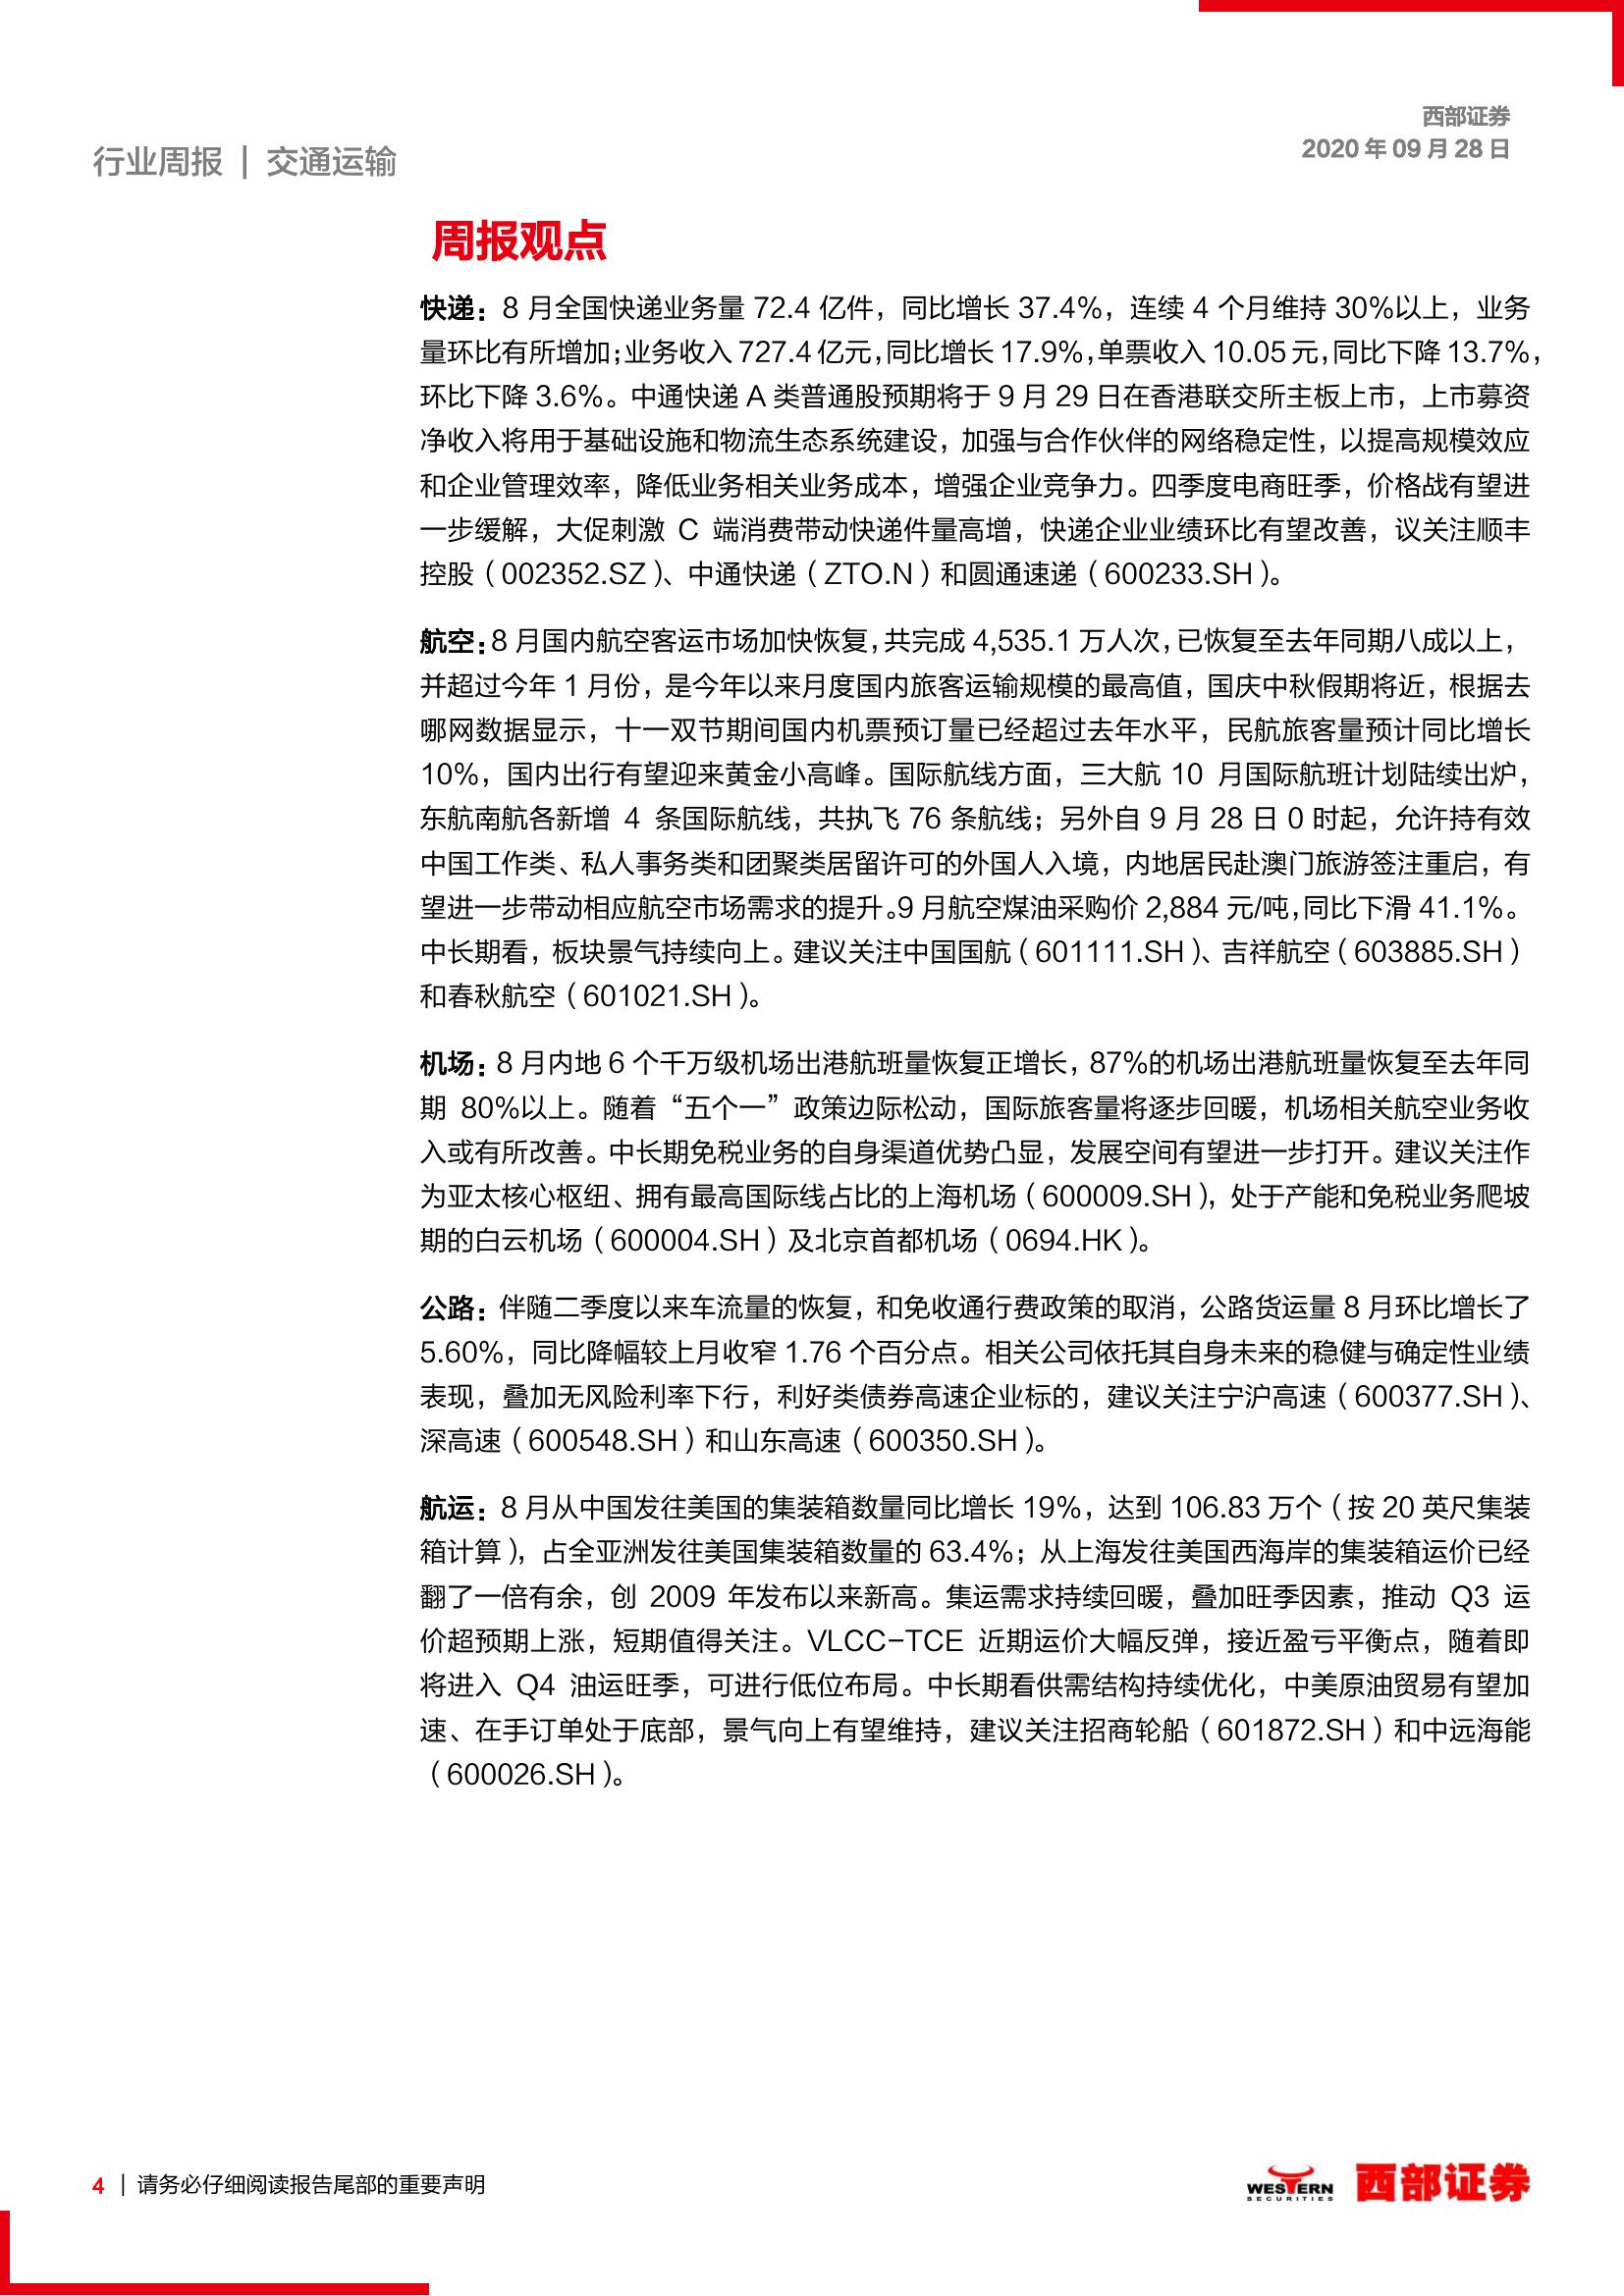 西部证券
2020 年 09 月 28 日
行业周报 | 交通运输
周报观点
快递：8 月全国快递业务量 72.4 亿件，同比增长 37.4%，连续 4 个月维持 30%以上，业务
量环比有所增加；业务收入 727.4 亿元，同比增长 17.9%，单票收入 10.05 元，同比下降 13.7%，
环比下降 3.6%。中通快递 A 类普通股预期将于 9 月 29 日在香港联交所主板上市，上市募资
净收入将用于基础设施和物流生态系统建设，加强与合作伙伴的网络稳定性，以提高规模效应
和企业管理效率，降低业务相关业务成本，增强企业竞争力。四季度电商旺季，价格战有望进
一步缓解，大促刺激 C 端消费带动快递件量高增，快递企业业绩环比有望改善，议关注顺丰
控股（002352.SZ）、中通快递（ZTO.N）和圆通速递（600233.SH）。
航空：8 月国内航空客运市场加快恢复，共完成 4,535.1 万人次，已恢复至去年同期八成以上，
并超过今年 1 月份，是今年以来月度国内旅客运输规模的最高值，国庆中秋假期将近，根据去
哪网数据显示，十一双节期间国内机票预订量已经超过去年水平，民航旅客量预计同比增长
10%，国内出行有望迎来黄金小高峰。国际航线方面，三大航 10 月国际航班计划陆续出炉，
东航南航各新增 4 条国际航线，共执飞 76 条航线；另外自 9 月 28 日 0 时起，允许持有效
中国工作类、私人事务类和团聚类居留许可的外国人入境，内地居民赴澳门旅游签注重启，有
望进一步带动相应航空市场需求的提升。9 月航空煤油采购价 2,884 元/吨，同比下滑 41.1%。
中长期看，板块景气持续向上。建议关注中国国航（601111.SH）、吉祥航空（603885.SH）
和春秋航空（601021.SH）。
机场：8 月内地 6 个千万级机场出港航班量恢复正增长，87%的机场出港航班量恢复至去年同
期 80%以上。随着“五个一”政策边际松动，国际旅客量将逐步回暖，机场相关航空业务收
入或有所改善。中长期免税业务的自身渠道优势凸显，发展空间有望进一步打开。建议关注作
为亚太核心枢纽、拥有最高国际线占比的上海机场（600009.SH），处于产能和免税业务爬坡
期的白云机场（600004.SH）及北京首都机场（0694.HK）。
公路：伴随二季度以来车流量的恢复，和免收通行费政策的取消，公路货运量 8 月环比增长了
5.60%，同比降幅较上月收窄 1.76 个百分点。相关公司依托其自身未来的稳健与确定性业绩
表现，叠加无风险利率下行，利好类债券高速企业标的，建议关注宁沪高速（600377.SH）、
深高速（600548.SH）和山东高速（600350.SH）。
航运：8 月从中国发往美国的集装箱数量同比增长 19%，达到 106.83 万个（按 20 英尺集装
箱计算），占全亚洲发往美国集装箱数量的 63.4%；从上海发往美国西海岸的集装箱运价已经
翻了一倍有余，创 2009 年发布以来新高。集运需求持续回暖，叠加旺季因素，推动 Q3 运
价超预期上涨，短期值得关注。VLCC-TCE 近期运价大幅反弹，接近盈亏平衡点，随着即
将进入 Q4 油运旺季，可进行低位布局。中长期看供需结构持续优化，中美原油贸易有望加
速、在手订单处于底部，景气向上有望维持，建议关注招商轮船（601872.SH）和中远海能
（600026.SH）。
4 | 请务必仔细阅读报告尾部的重要声明
WESTERN
SECURITIES
西部证券